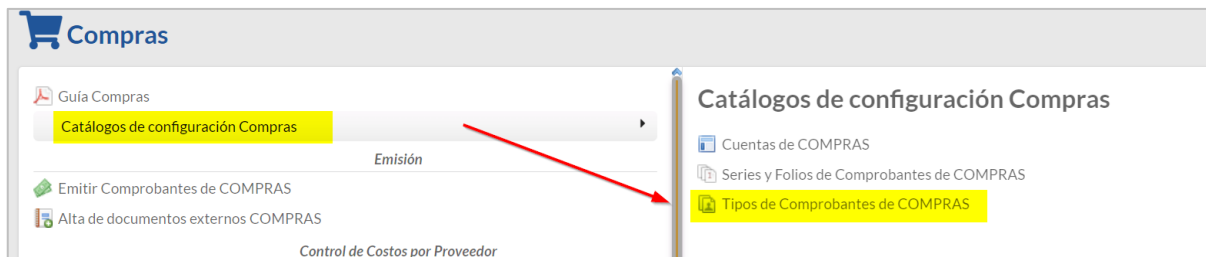 Compras
Guía Compras
Catálogos de configuración Compras
Emisión
Emitir Comprobantes de COMPRAS
Alta de documentos externos COMPRAS
Control de Costos por Proveedor
Catálogos de configuración Compras
Cuentas de COMPRAS
Series y Folios de Comprobantes de COMPRAS
Tipos de Comprobantes de COMPRAS